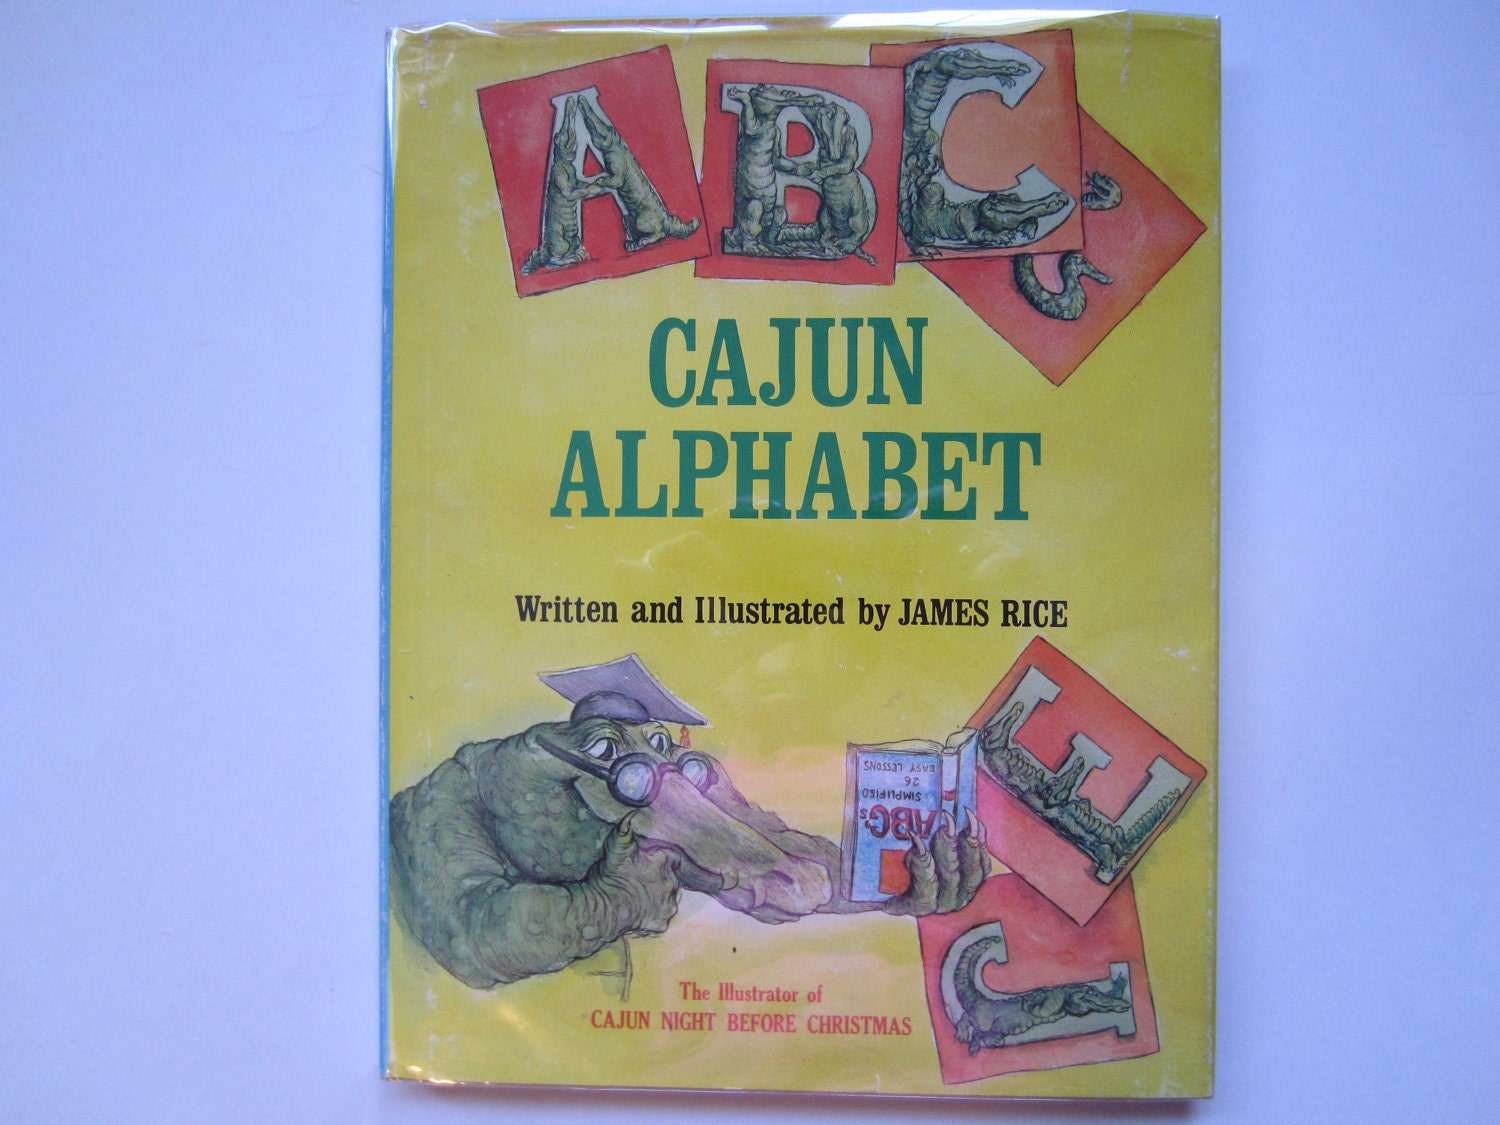 ABC
CAJUN
ALPHABET
Written and Illustrated by JAMES RICE
E
ABC's
SIMPLIFIED
26
EASY LESSONS
J
The Illustrator of
CAJUN NIGHT BEFORE CHRISTMAS